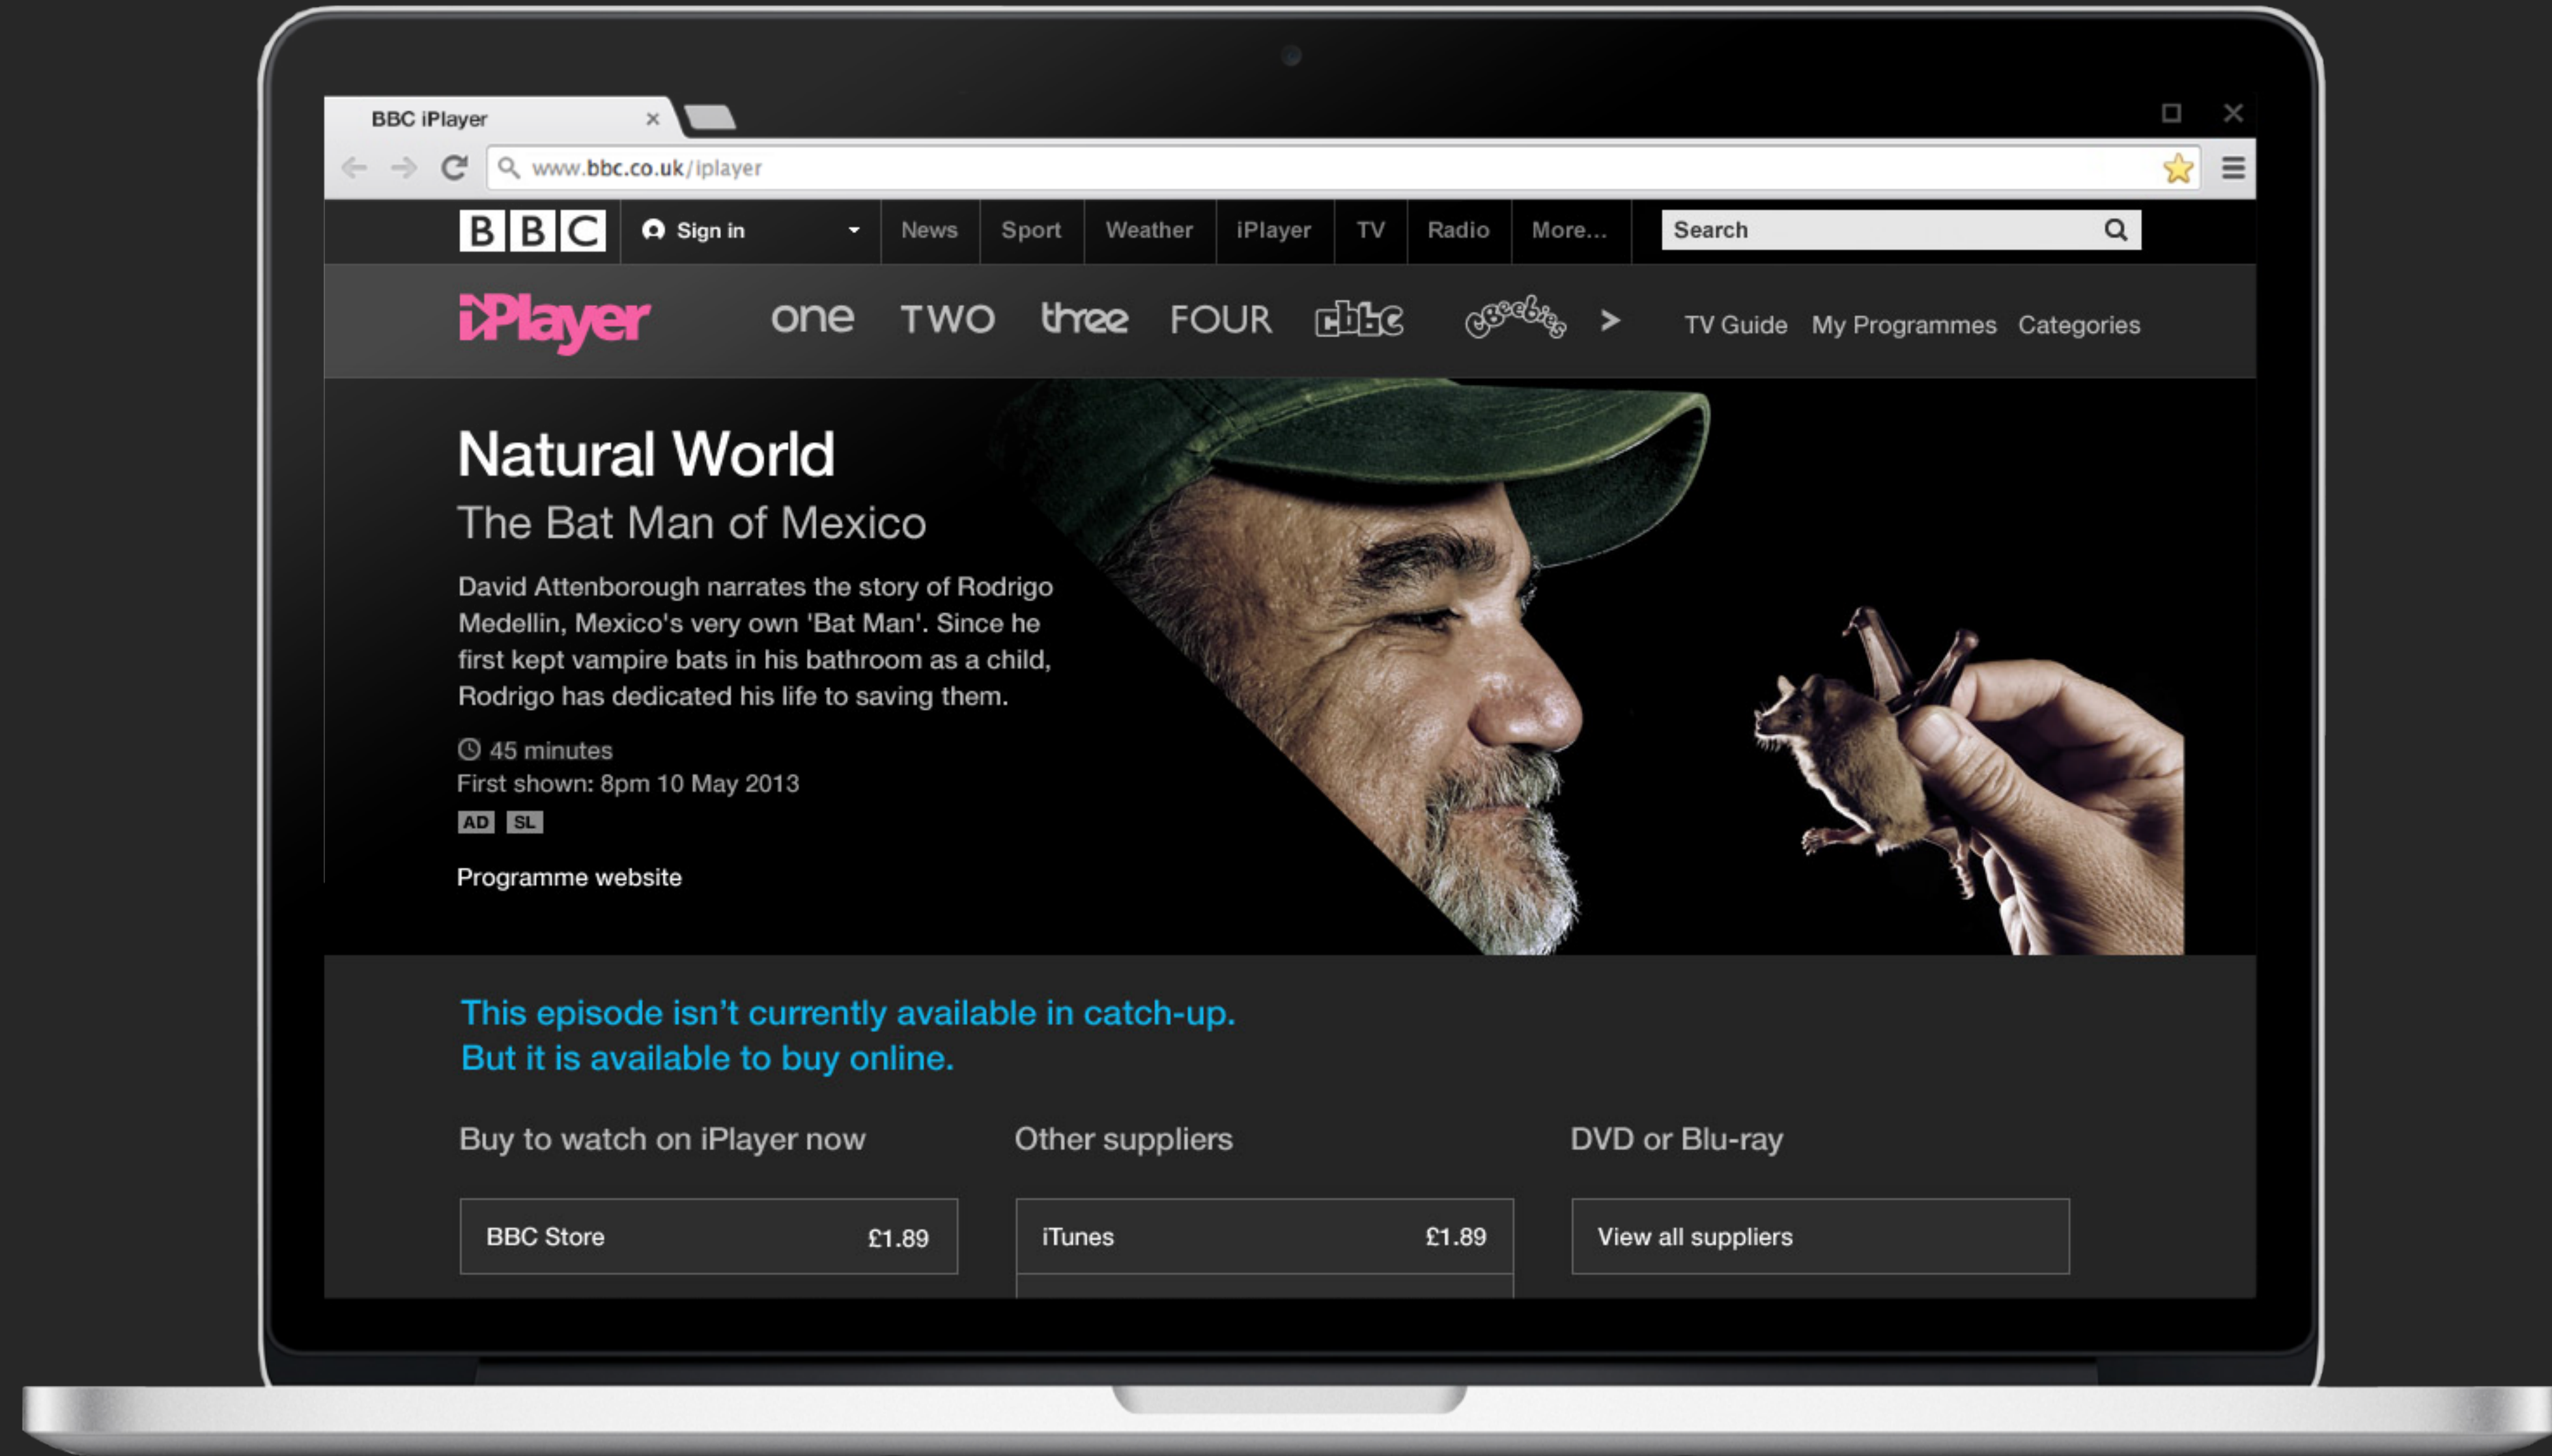 BBC iPlayer
www.bbc.co.uk/iplayer
BBC Sign in News Sport Weather iPlayer TV Radio More... Search
iPlayer one TWO three FOUR cbbc CBeebies > TV Guide My Programmes Categories
Natural World
The Bat Man of Mexico
David Attenborough narrates the story of Rodrigo
Medellin, Mexico's very own 'Bat Man'. Since he
first kept vampire bats in his bathroom as a child,
Rodrigo has dedicated his life to saving them.
45 minutes
First shown: 8pm 10 May 2013
AD SL
Programme website
This episode isn’t currently available in catch-up.
But it is available to buy online.
Buy to watch on iPlayer now
BBC Store £1.89
Other suppliers
iTunes £1.89
DVD or Blu-ray
View all suppliers